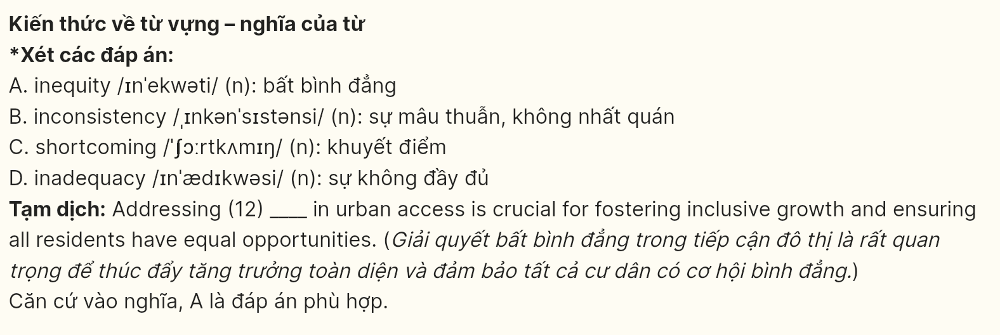 Kiến thức về từ vựng – nghĩa của từ
*Xét các đáp án:
A. inequity /ɪnˈekwəti/ (n): bất bình đẳng
B. inconsistency /ˌɪnkənˈsɪstənsi/ (n): sự mâu thuẫn, không nhất quán
C. shortcoming /ˈʃɔːrtkʌmɪŋ/ (n): khuyết điểm
D. inadequacy /ɪnˈædɪkwəsi/ (n): sự không đầy đủ
Tạm dịch: Addressing (12) ____ in urban access is crucial for fostering inclusive growth and ensuring
all residents have equal opportunities. (Giải quyết bất bình đẳng trong tiếp cận đô thị là rất quan
trọng để thúc đẩy tăng trưởng toàn diện và đảm bảo tất cả cư dân có cơ hội bình đẳng.)
Căn cứ vào nghĩa, A là đáp án phù hợp.